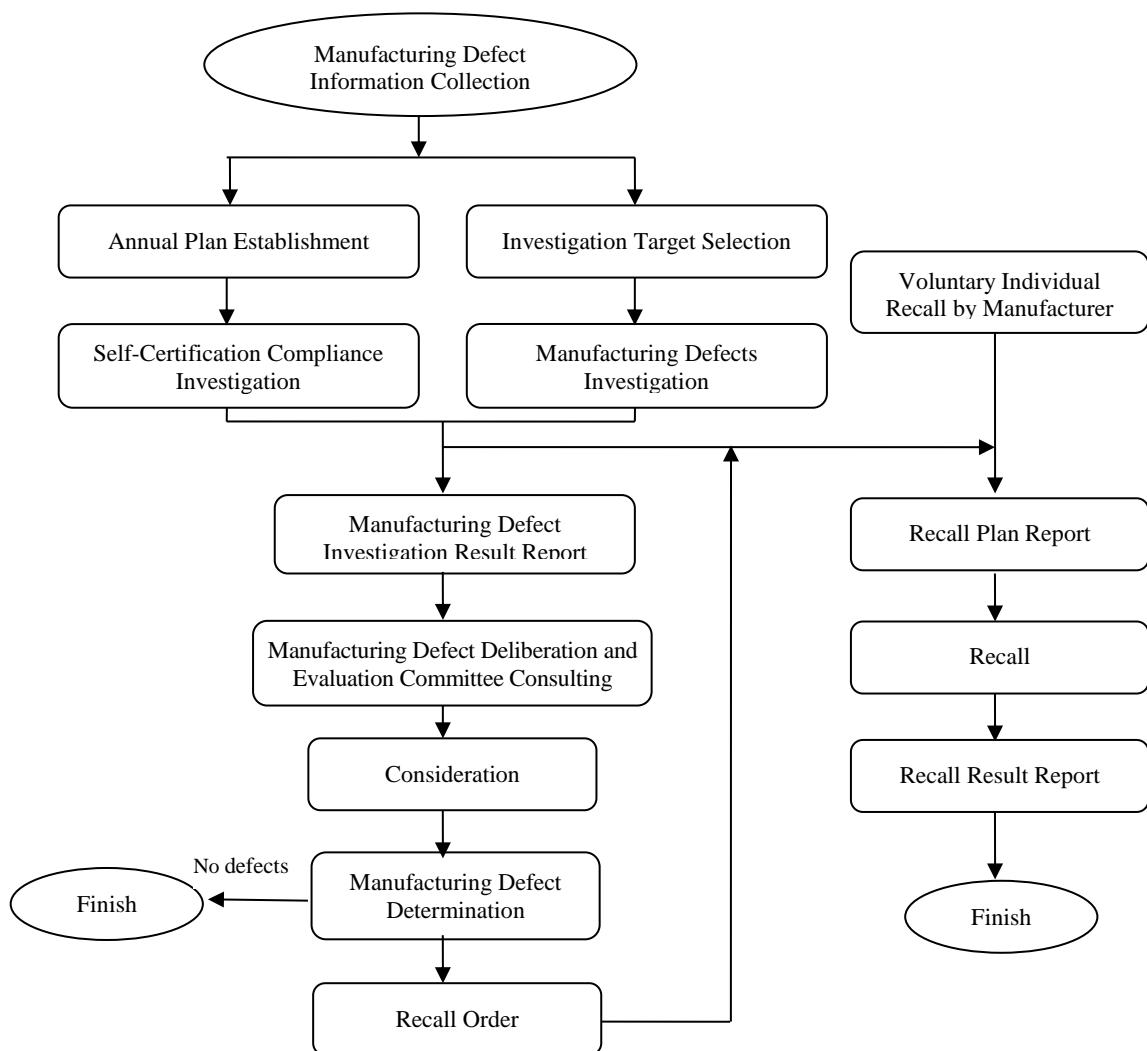 Manufacturing Defect
Information Collection
Annual Plan Establishment
Investigation Target Selection
Voluntary Individual
Recall by Manufacturer
Self-Certification Compliance
Investigation
Manufacturing Defects
Investigation
Manufacturing Defect
Investigation Result Report
Recall Plan Report
Manufacturing Defect Deliberation and
Evaluation Committee Consulting
Recall
Consideration
Recall Result Report
No defects
Manufacturing Defect
Determination
Finish
Finish
Recall Order